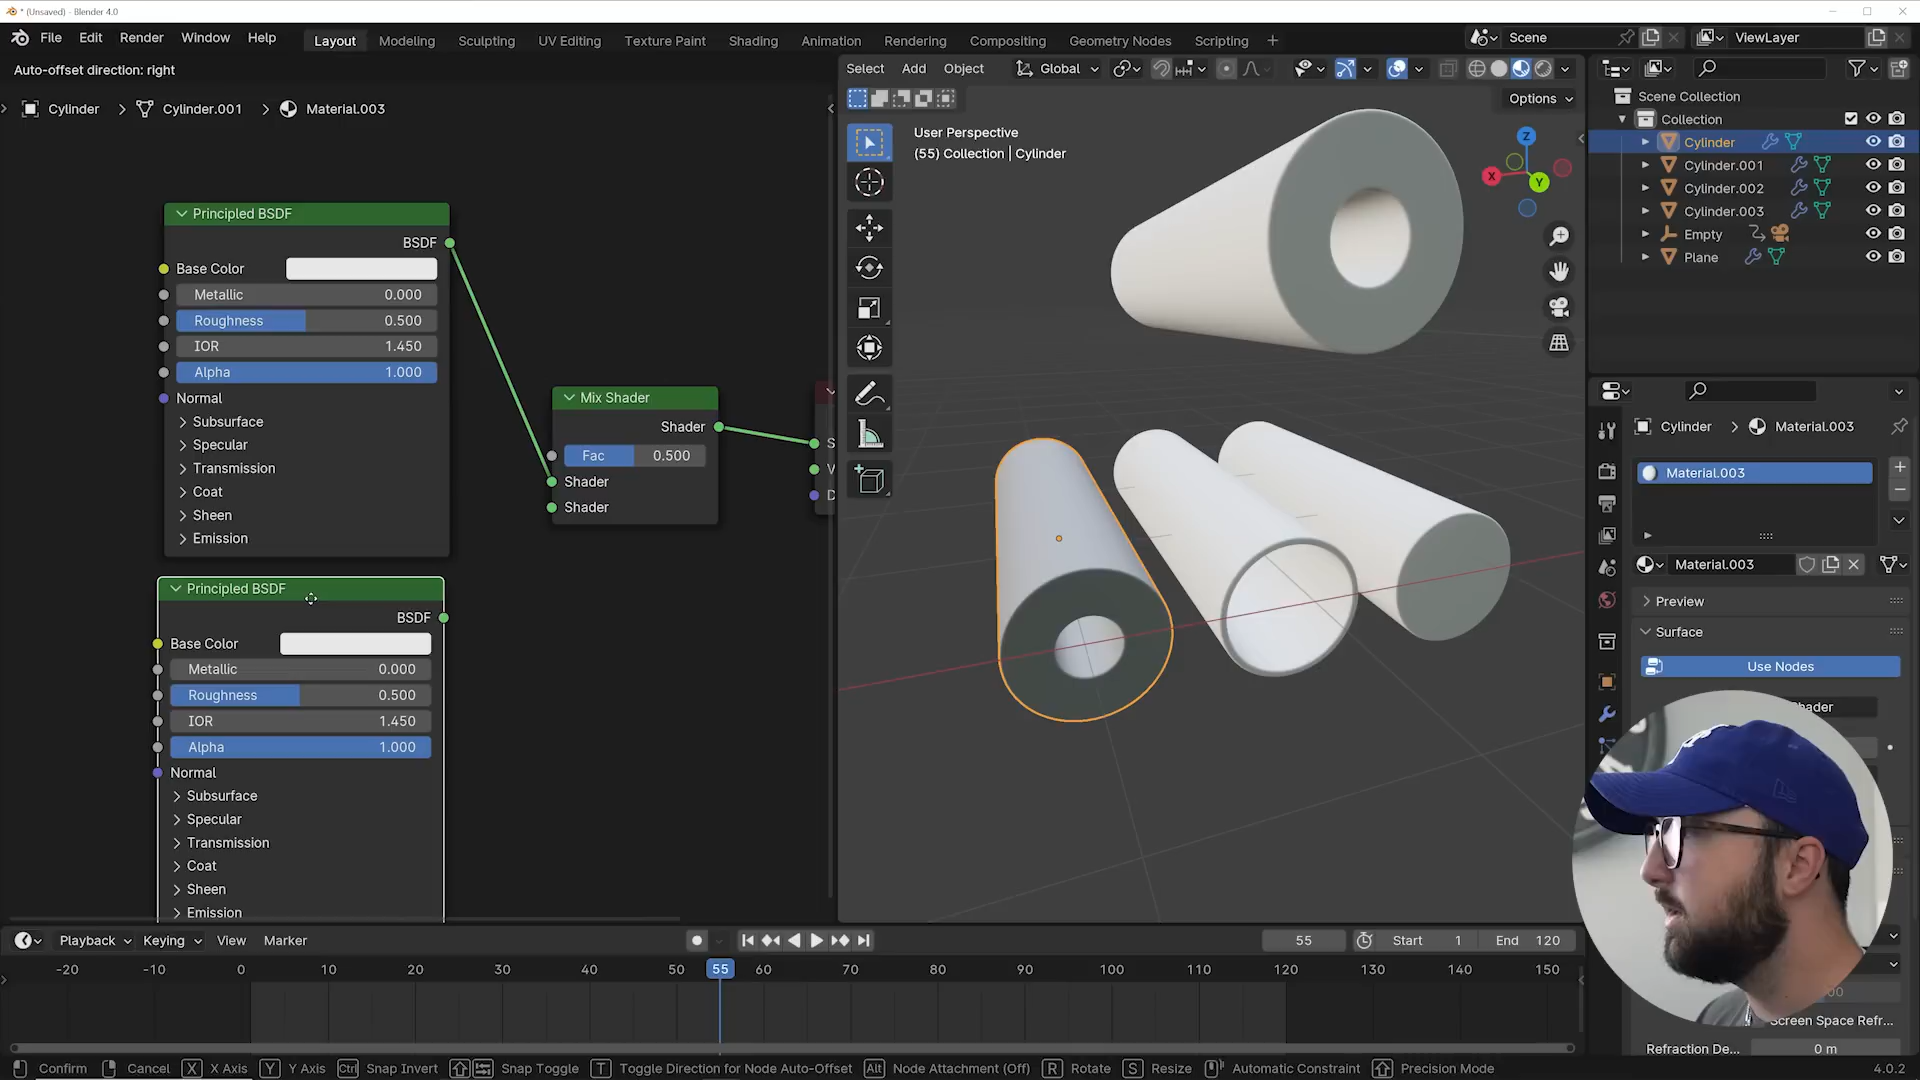 * (Unsaved) - Blender 4.0
File Edit Render Window Help
Layout Modeling Sculpting UV Editing Texture Paint Shading Animation Rendering Compositing Geometry Nodes Scripting +
Scene
ViewLayer
Auto-offset direction: right
Select Add Object Global
Options
Cylinder > Cylinder.001 > Material.003
User Perspective
(55) Collection | Cylinder
Z
X
Y
Principled BSDF
BSDF
Base Color
Metallic 0.000
Roughness 0.500
IOR 1.450
Alpha 1.000
Normal
Subsurface
Specular
Transmission
Coat
Sheen
Emission
Mix Shader
Shader
Fac 0.500
Shader
Shader
S
V
D
Principled BSDF
BSDF
Base Color
Metallic 0.000
Roughness 0.500
IOR 1.450
Alpha 1.000
Normal
Subsurface
Specular
Transmission
Coat
Sheen
Emission
Scene Collection
Collection
Cylinder
Cylinder.001
Cylinder.002
Cylinder.003
Empty
Plane
Cylinder > Material.003
Material.003
Material.003
Preview
Surface
Use Nodes
hader
00
Screen Space Refr...
Refraction De... 0 m
Playback Keying View Marker
55 Start 1 End 120
-20 -10 0 10 20 30 40 50 55 60 70 80 90 100 110 120 130 140 150
Confirm Cancel X X Axis Y Y Axis Ctrl Snap Invert Snap Toggle T Toggle Direction for Node Auto-Offset Alt Node Attachment (Off) R Rotate S Resize Automatic Constraint Precision Mode
4.0.2